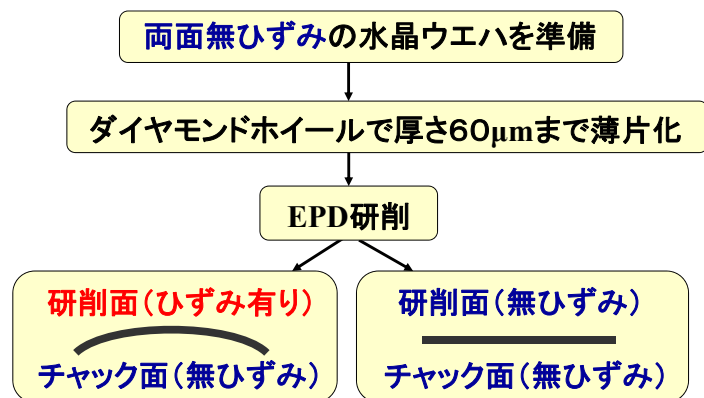 両面無ひずみの水晶ウエハを準備
ダイヤモンドホイールで厚さ60μmまで薄片化
EPD研削
研削面(ひずみ有り)
チャック面(無ひずみ)
研削面(無ひずみ)
チャック面(無ひずみ)